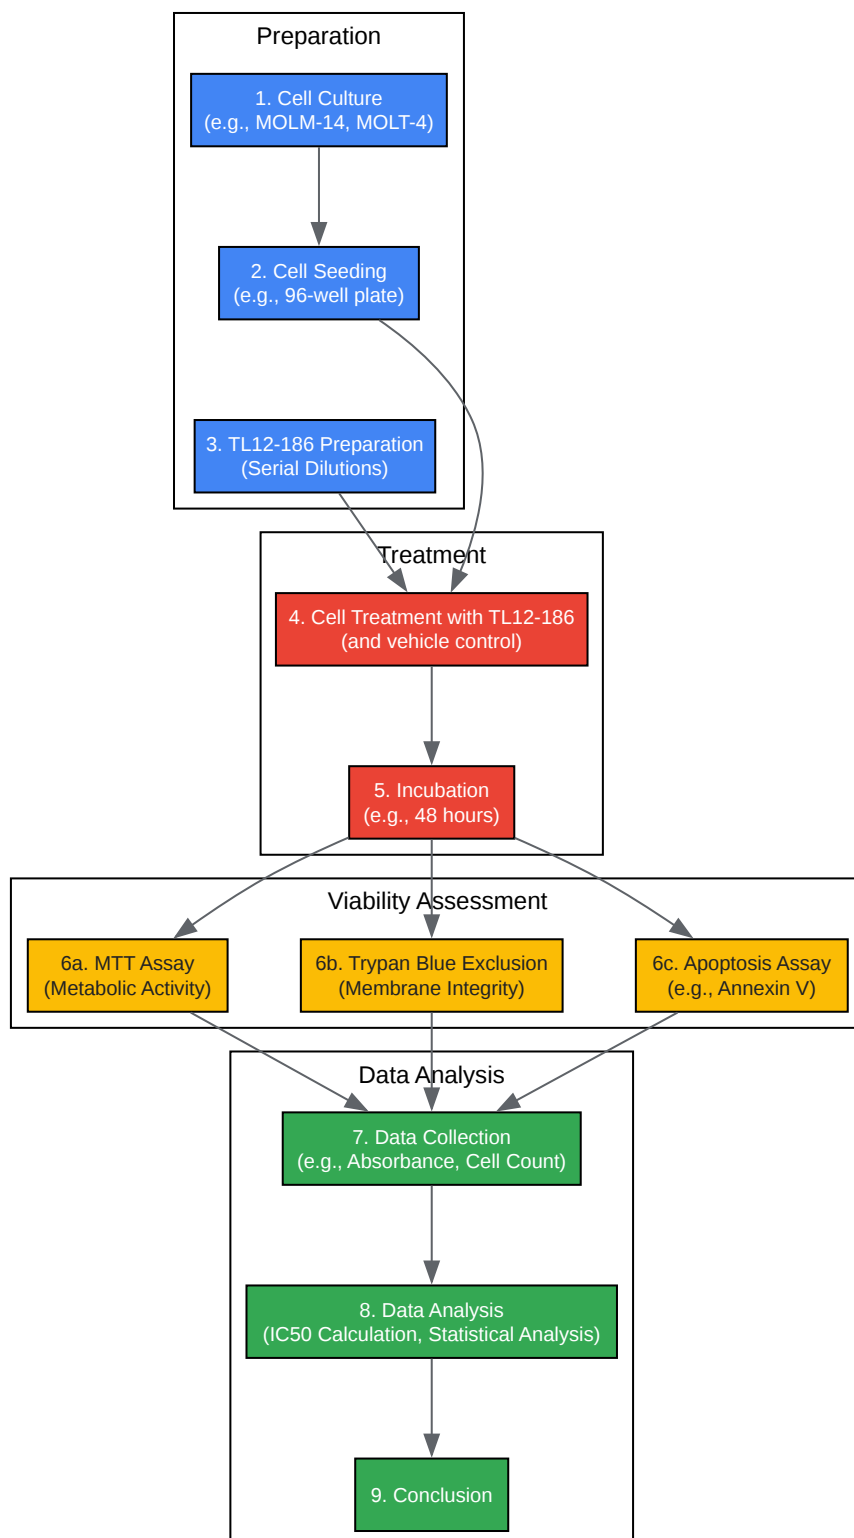 Preparation
1. Cell Culture
(e.g., MOLM-14, MOLT-4)
2. Cell Seeding
(e.g., 96-well plate)
3. TL12-186 Preparation
(Serial Dilutions)
Treatment
4. Cell Treatment with TL12-186
(and vehicle control)
5. Incubation
(e.g., 48 hours)
Viability Assessment
6a. MTT Assay
(Metabolic Activity)
6b. Trypan Blue Exclusion
(Membrane Integrity)
6c. Apoptosis Assay
(e.g., Annexin V)
Data Analysis
7. Data Collection
(e.g., Absorbance, Cell Count)
8. Data Analysis
(IC50 Calculation, Statistical Analysis)
9. Conclusion